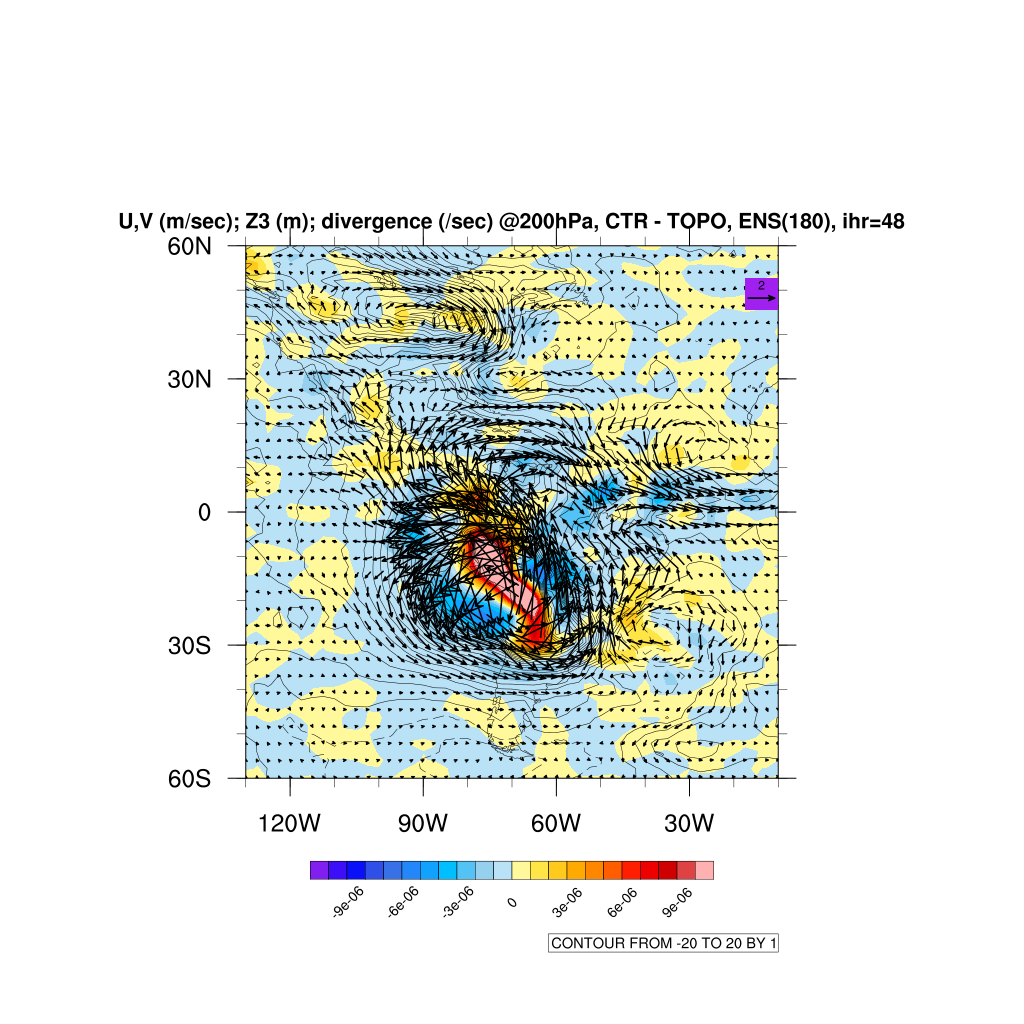 U,V (m/sec); Z3 (m); divergence (/sec) @200hPa, CTR - TOPO, ENS(180), ihr=48
60N
2
30N
0
30S
60S
120W 90W 60W 30W
-9e-06 -6e-06 -3e-06 0 3e-06 6e-06 9e-06
CONTOUR FROM -20 TO 20 BY 1